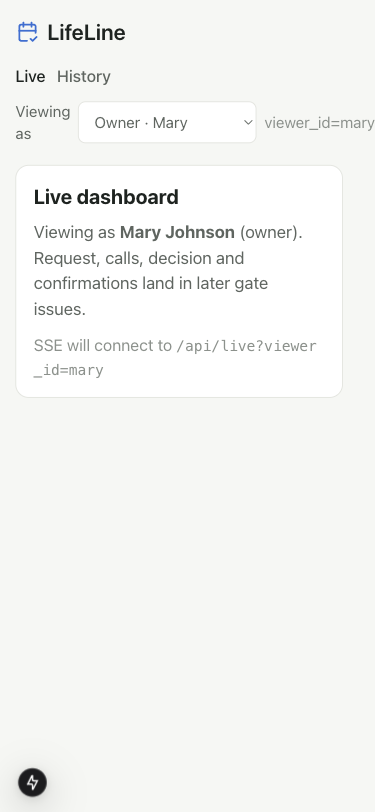 LifeLine
Live History
Viewing as Owner · Mary viewer_id=mary
Live dashboard
Viewing as Mary Johnson (owner).
Request, calls, decision and
confirmations land in later gate
issues.
SSE will connect to /api/live?viewer
_id=mary